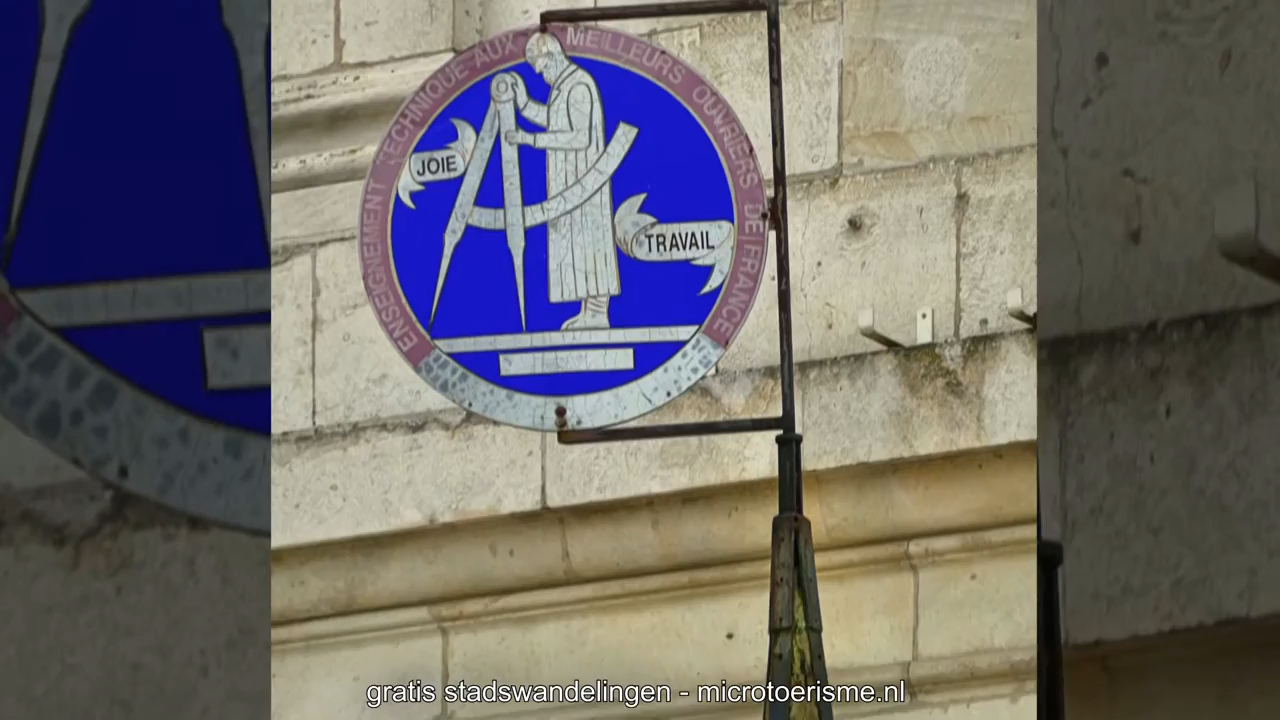 ENSEIGNEMENT TECHNIQUE AUX MEILLEURS OUVRIERS DE FRANCE
JOIE
TRAVAIL
gratis stadswandelingen - microtoerisme.nl